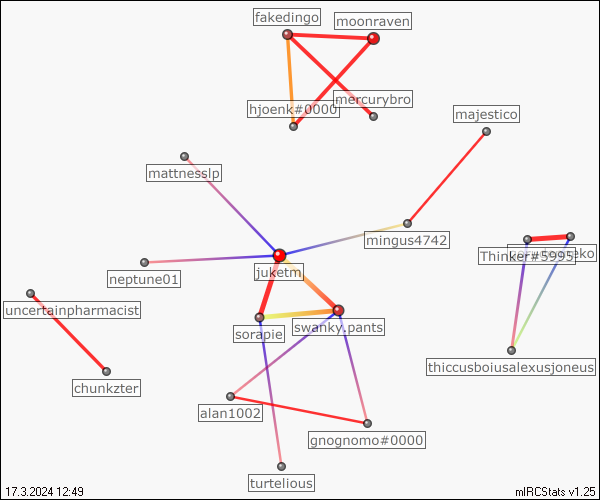 fakedingo
moonraven
mercurybro
hjoenk#0000
majestico
mattnesslp
mingus4742
Thinker#5995
juketm
neptune01
uncertainpharmacist
swanky.pants
sorapie
thiccusboiusalexusjoneus
chunkzter
alan1002
gnognomo#0000
turtelious
17.3.2024 12:49
mIRCStats v1.25